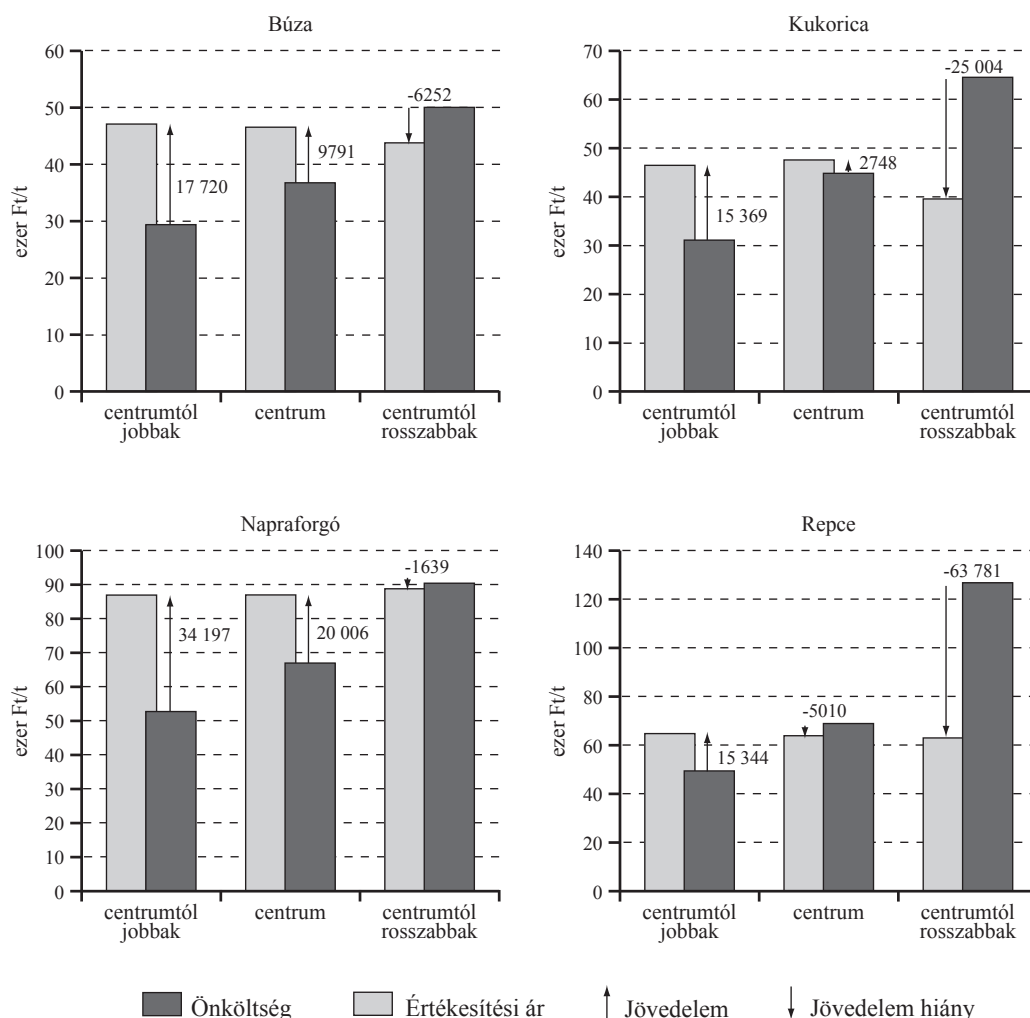 Búza
60
50
40
30
20
10
0
ezer Ft/t
17 720
9791
-6252
centrumtól
jobbak
centrum
centrumtól
rosszabbak
Kukorica
70
60
50
40
30
20
10
0
ezer Ft/t
15 369
2748
-25 004
centrumtól
jobbak
centrum
centrumtól
rosszabbak
Napraforgó
100
90
80
70
60
50
40
30
20
10
0
ezer Ft/t
34 197
20 006
-1639
centrumtól
jobbak
centrum
centrumtól
rosszabbak
Repce
140
120
100
80
60
40
20
0
ezer Ft/t
15 344
-5010
-63 781
centrumtól
jobbak
centrum
centrumtól
rosszabbak
Önköltség
Értékesítési ár
Jövedelem
Jövedelem hiány